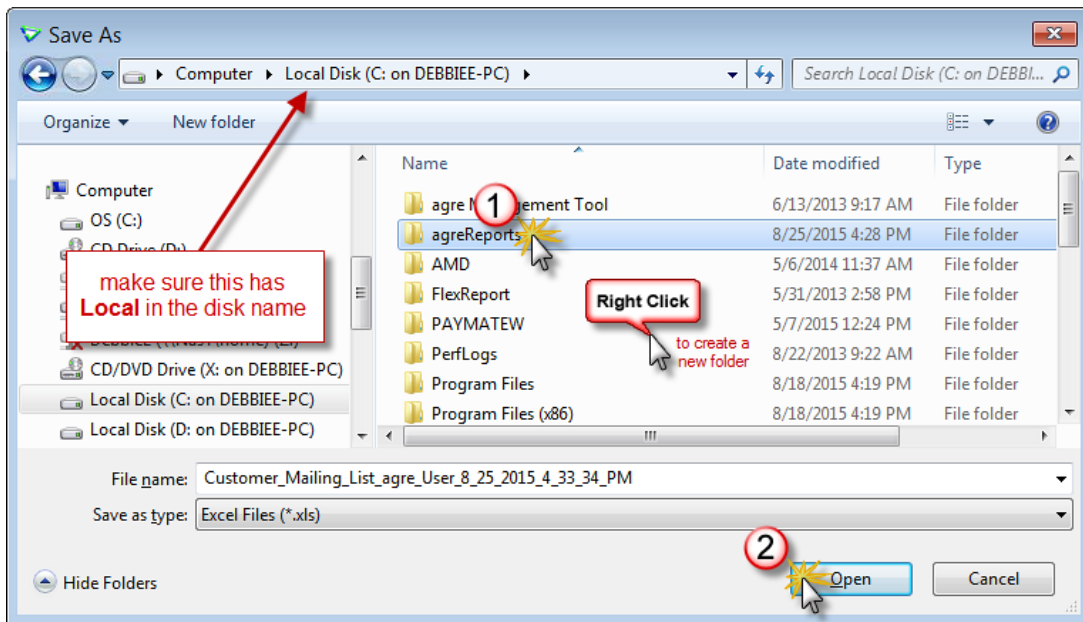 Save As
Computer Local Disk (C: on DEBBIEE-PC)
Search Local Disk (C: on DEBBI...
Organize New folder
Computer
OS (C:)
CD Drive (D:)
make sure this has
Local in the disk name
CD/DVD Drive (X: on DEBBIEE-PC)
Local Disk (C: on DEBBIEE-PC)
Local Disk (D: on DEBBIEE-PC)
Name Date modified Type
agre ement Tool 6/13/2013 9:17 AM File folder
1
agreReports 8/25/2015 4:28 PM File folder
AMD 5/6/2014 11:37 AM File folder
FlexReport 5/31/2013 2:58 PM File folder
Right Click
PAYMATEW 5/7/2015 12:24 PM File folder
to create a
new folder
PerfLogs 8/22/2013 9:22 AM File folder
Program Files 8/18/2015 4:19 PM File folder
Program Files (x86) 8/18/2015 4:19 PM File folder
File name: Customer_Mailing_List_agre_User_8_25_2015_4_33_34_PM
Save as type: Excel Files (*.xls)
2
Hide Folders
Open Cancel